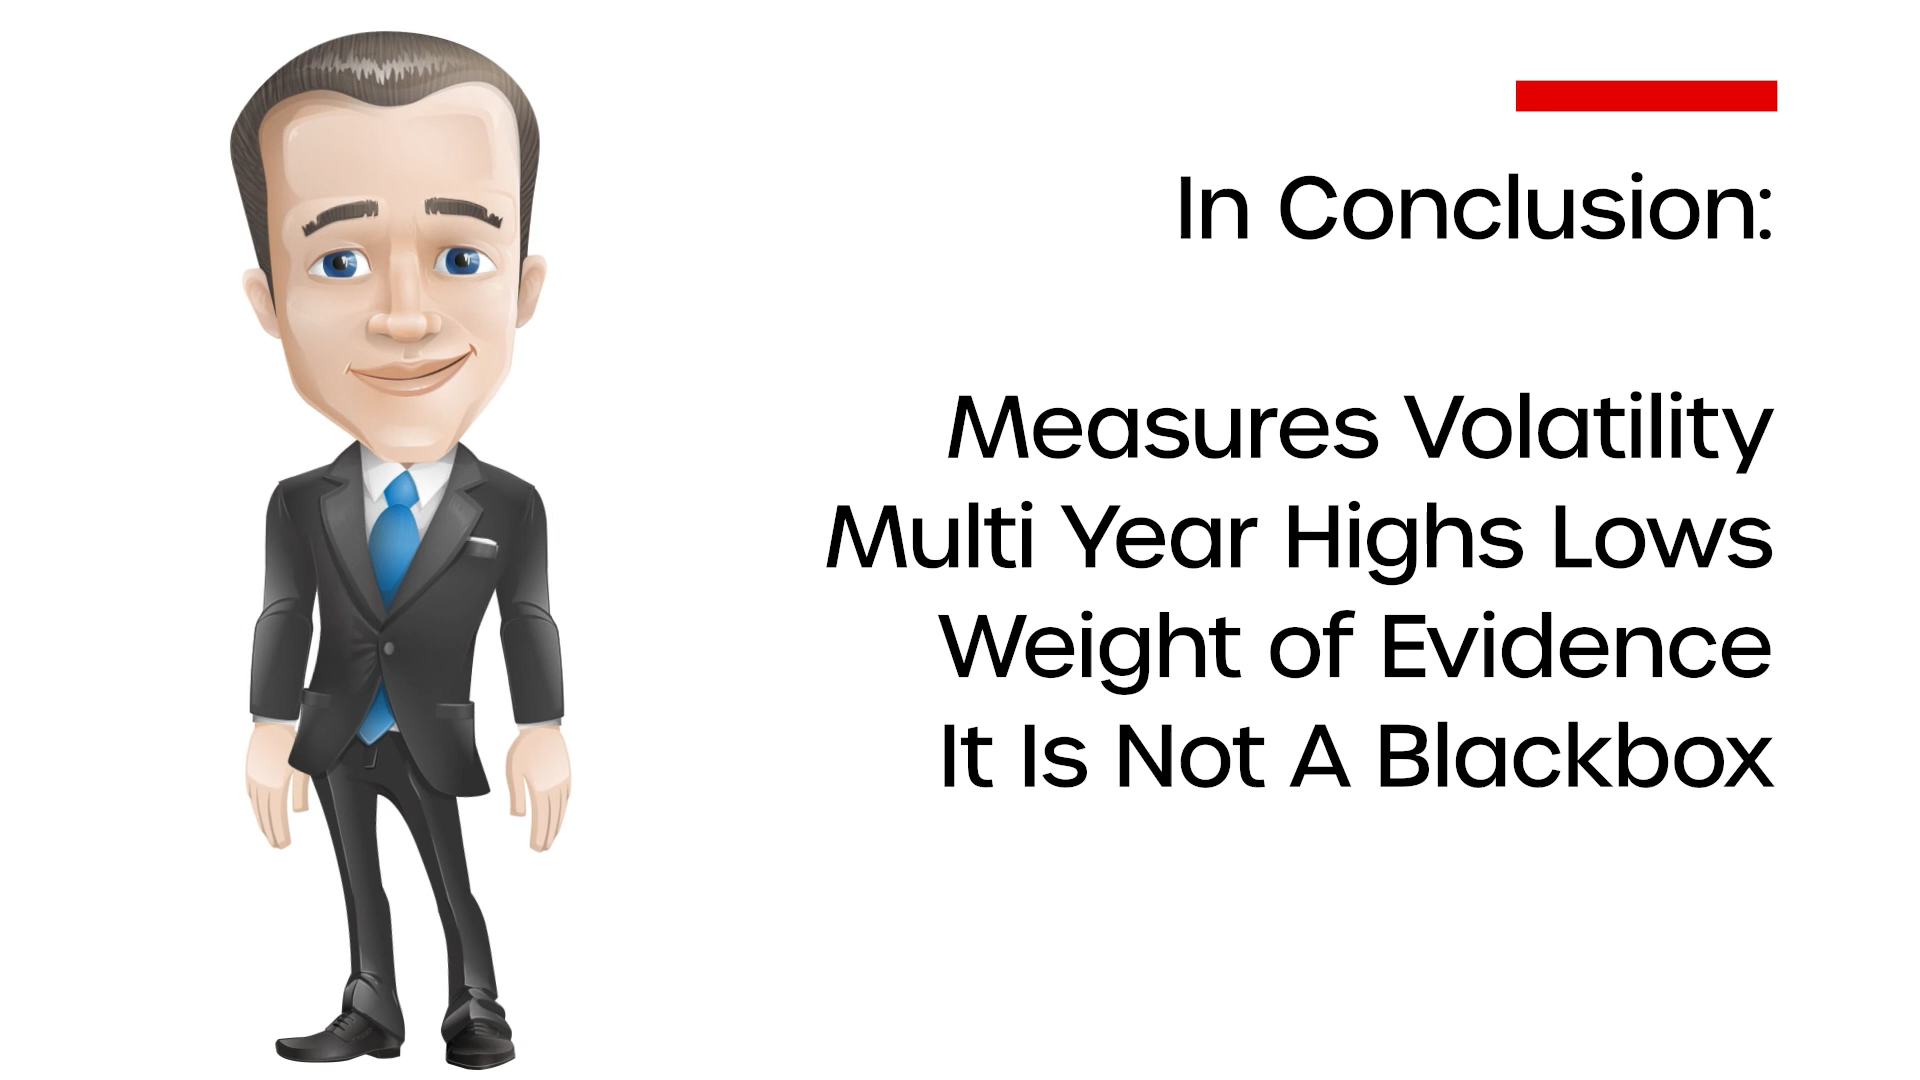 In Conclusion:
Measures Volatility
Multi Year Highs Lows
Weight of Evidence
It Is Not A Blackbox